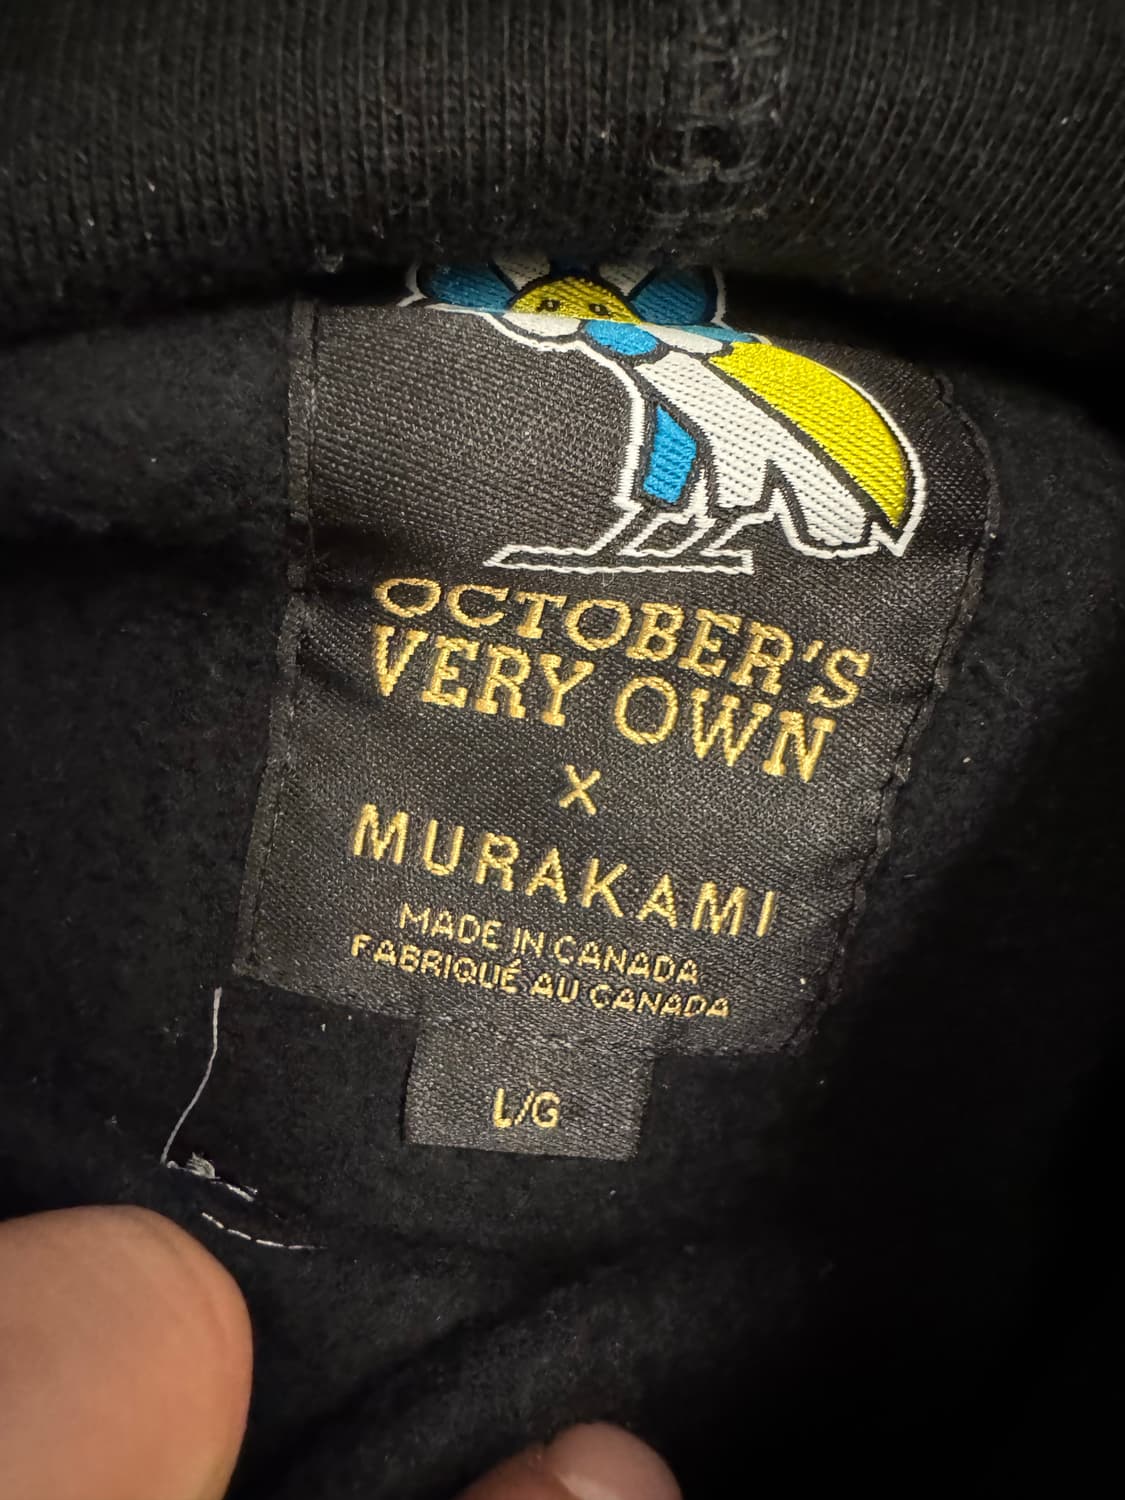 OCTOBER'S
VERY OWN
X
MURAKAMI
MADE IN CANADA
FABRIQUÉ AU CANADA
L/G